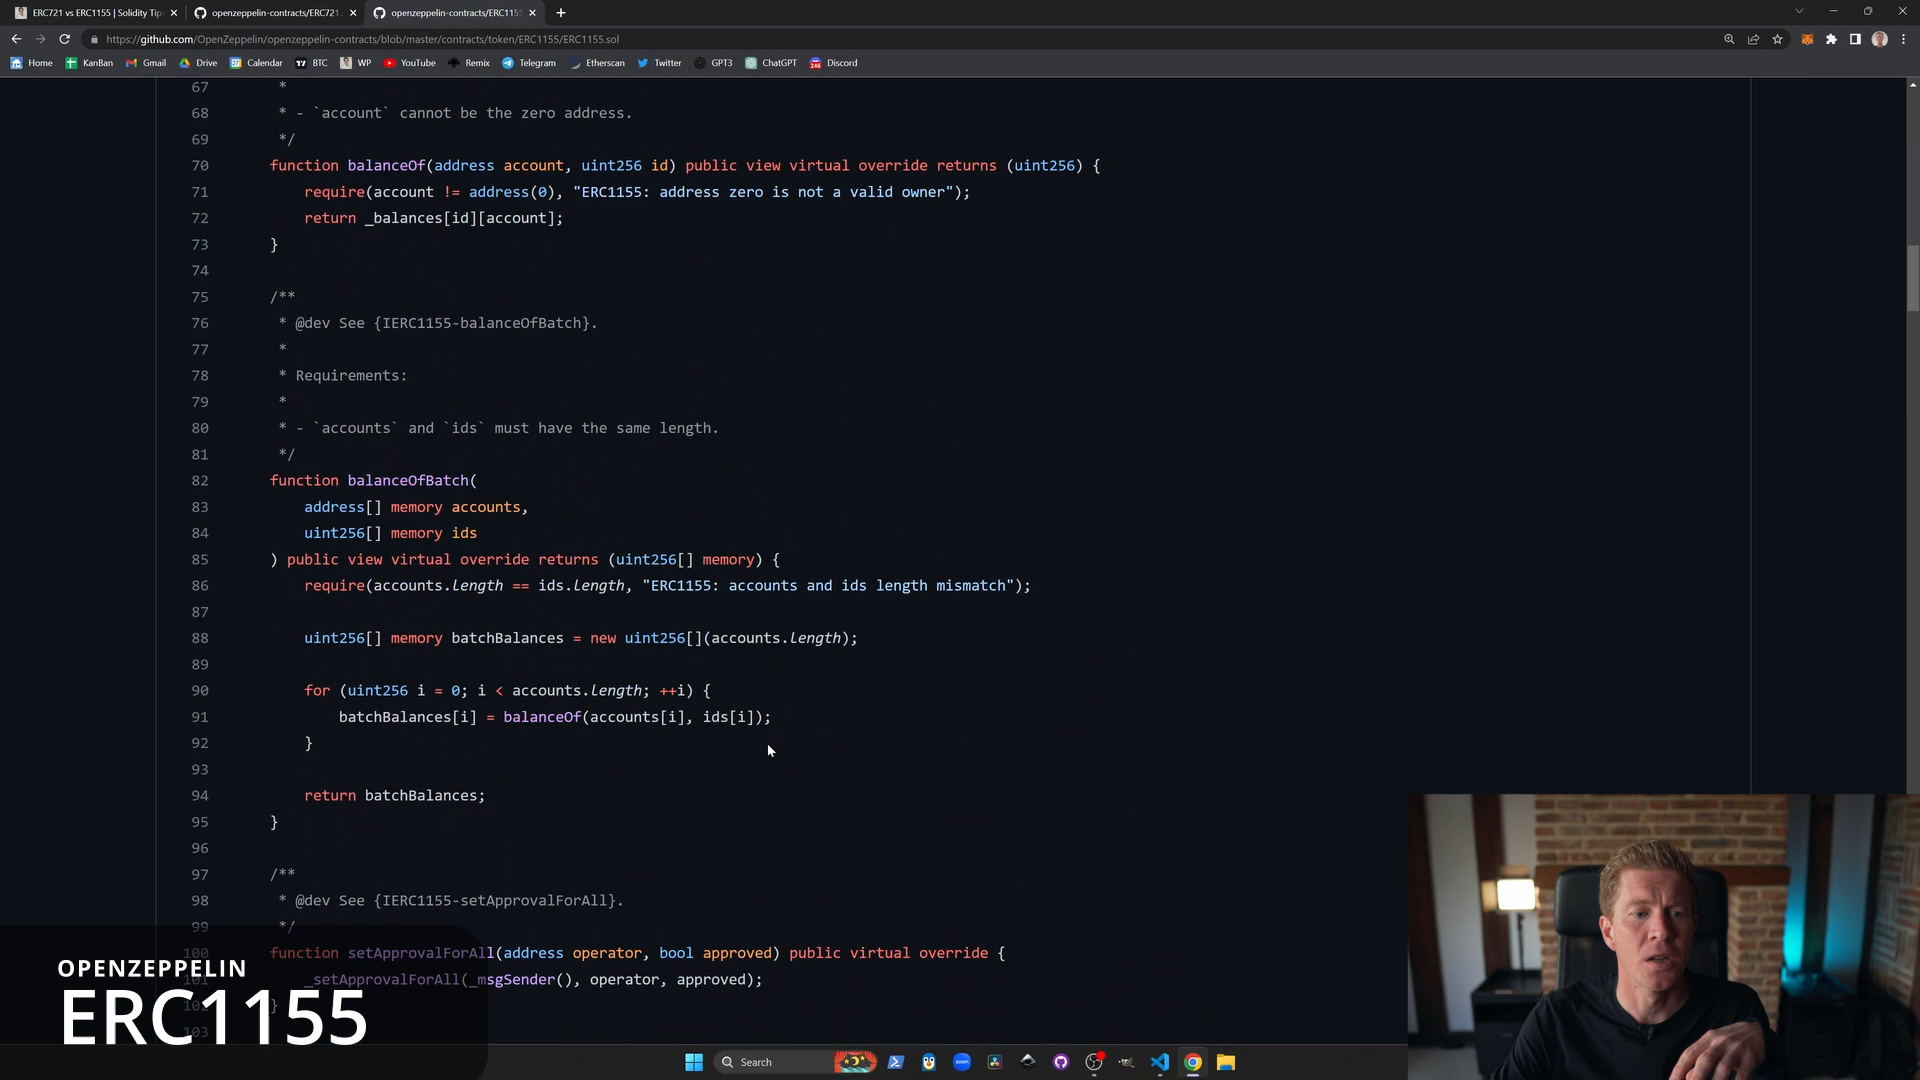 ERC721 vs ERC1155 | Solidity Tip
openzeppelin-contracts/ERC721.
openzeppelin-contracts/ERC1155
https://github.com/OpenZeppelin/openzeppelin-contracts/blob/master/contracts/token/ERC1155/ERC1155.sol
Home KanBan Gmail Drive Calendar BTC WP YouTube Remix Telegram Etherscan Twitter GPT3 ChatGPT 246 Discord
67 *
68 * - `account` cannot be the zero address.
69 */
70 function balanceOf(address account, uint256 id) public view virtual override returns (uint256) {
71 require(account != address(0), "ERC1155: address zero is not a valid owner");
72 return _balances[id][account];
73 }
74
75 /**
76 * @dev See {IERC1155-balanceOfBatch}.
77 *
78 * Requirements:
79 *
80 * - `accounts` and `ids` must have the same length.
81 */
82 function balanceOfBatch(
83 address[] memory accounts,
84 uint256[] memory ids
85 ) public view virtual override returns (uint256[] memory) {
86 require(accounts.length == ids.length, "ERC1155: accounts and ids length mismatch");
87
88 uint256[] memory batchBalances = new uint256[](accounts.length);
89
90 for (uint256 i = 0; i < accounts.length; ++i) {
91 batchBalances[i] = balanceOf(accounts[i], ids[i]);
92 }
93
94 return batchBalances;
95 }
96
97 /**
98 * @dev See {IERC1155-setApprovalForAll}.
99 */
100 function setApprovalForAll(address operator, bool approved) public virtual override {
101 _setApprovalForAll(_msgSender(), operator, approved);
102 }
103
OPENZEPPELIN
ERC1155
Search
zoom